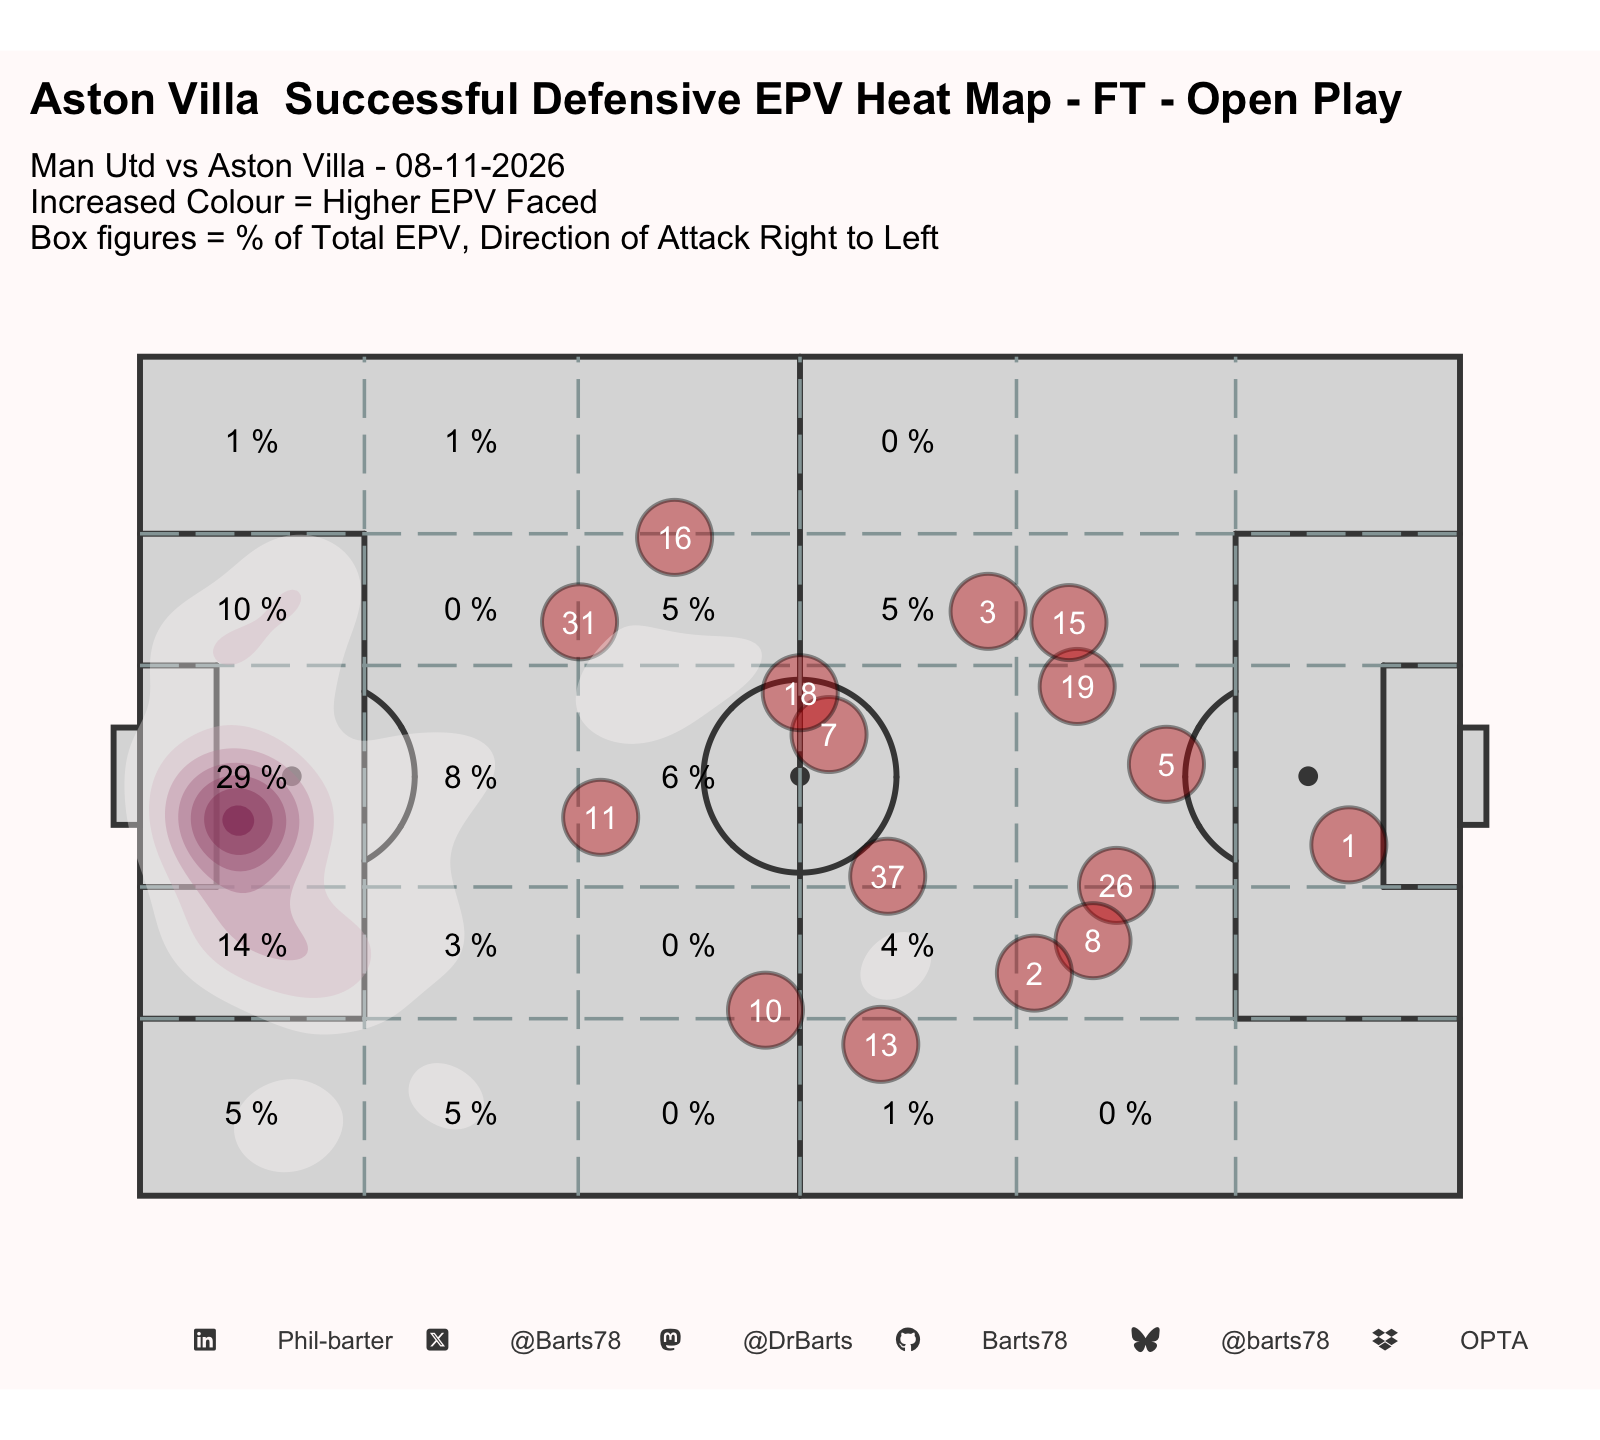 Aston Villa  Successful Defensive EPV Heat Map - FT - Open Play
Man Utd vs Aston Villa - 08-11-2026
Increased Colour = Higher EPV Faced
Box figures = % of Total EPV, Direction of Attack Right to Left
1 % 1 % 0 %
16
10 % 0 % 31 5 % 5 % 3 15
18 19
7
29 % 8 % 6 % 5
11 1
37 26
14 % 3 % 0 % 4 % 8
2
10
13
5 % 5 % 0 % 1 % 0 %
Phil-barter @Barts78 @DrBarts Barts78 @barts78 OPTA